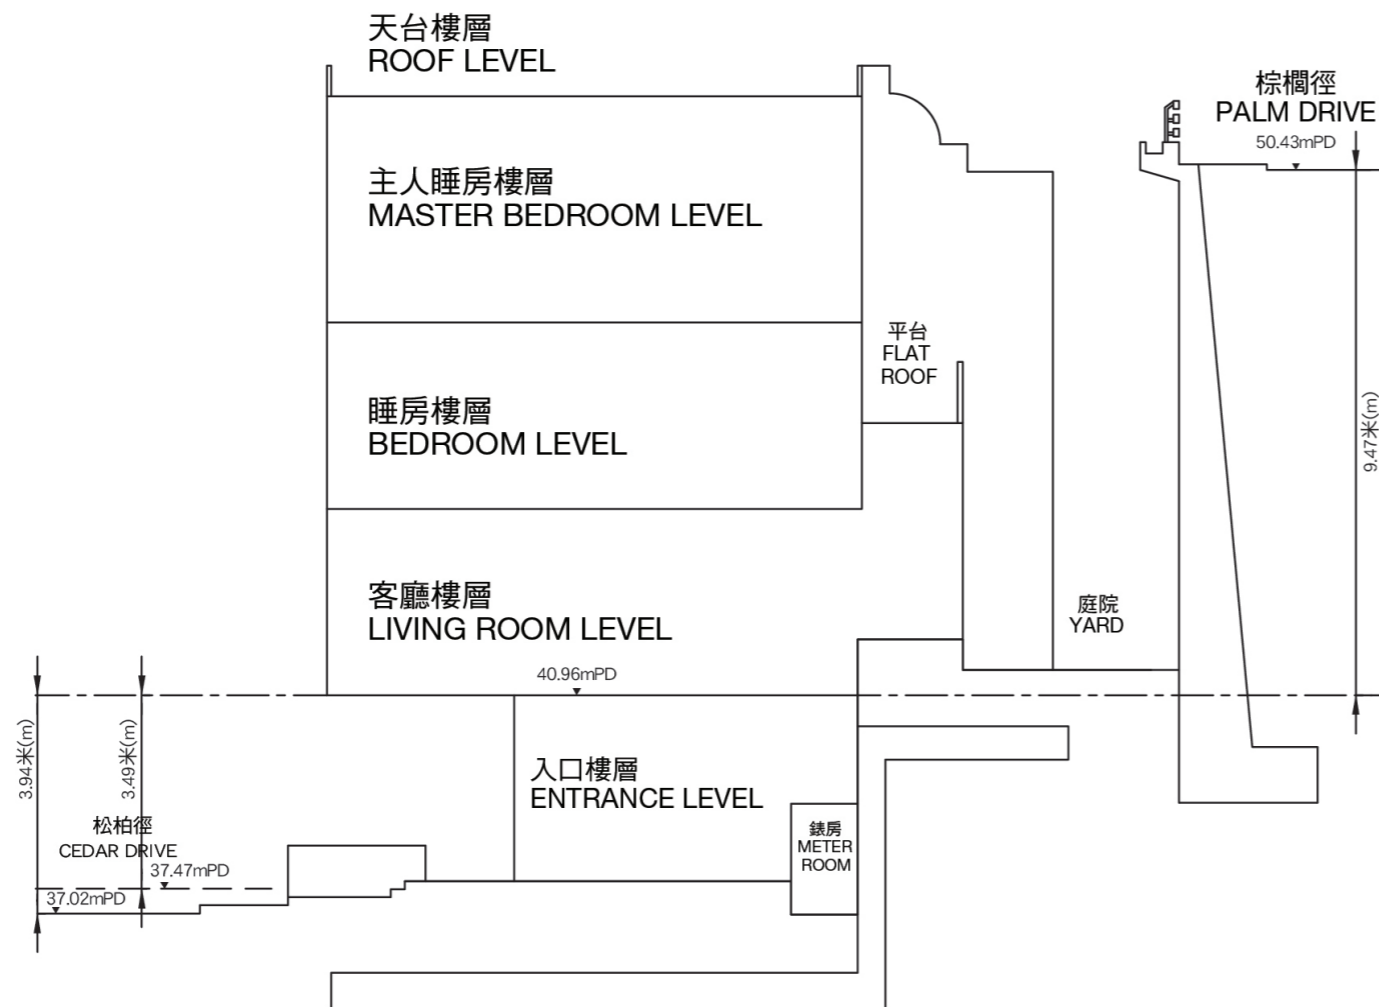 天台樓層
ROOF LEVEL
棕櫚徑
PALM DRIVE
50.43mPD
主人睡房樓層
MASTER BEDROOM LEVEL
平台
FLAT
ROOF
睡房樓層
BEDROOM LEVEL
9.47米(m)
客廳樓層
LIVING ROOM LEVEL
庭院
YARD
40.96mPD
3.94米(m)
3.49米(m)
入口樓層
ENTRANCE LEVEL
松柏徑
CEDAR DRIVE
錶房
METER
ROOM
37.47mPD
37.02mPD